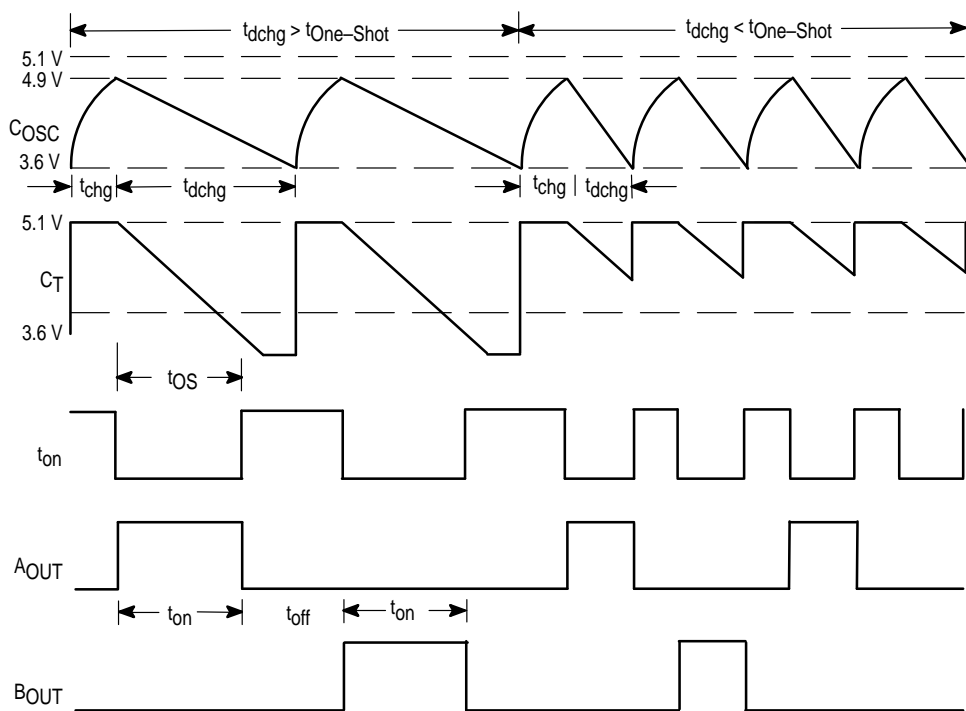 tdchg > tOne–Shot
tdchg < tOne–Shot
5.1 V
4.9 V
COSC
3.6 V
tchg
tdchg
tchg
tdchg
5.1 V
CT
3.6 V
tOS
ton
AOUT
ton
toff
ton
BOUT